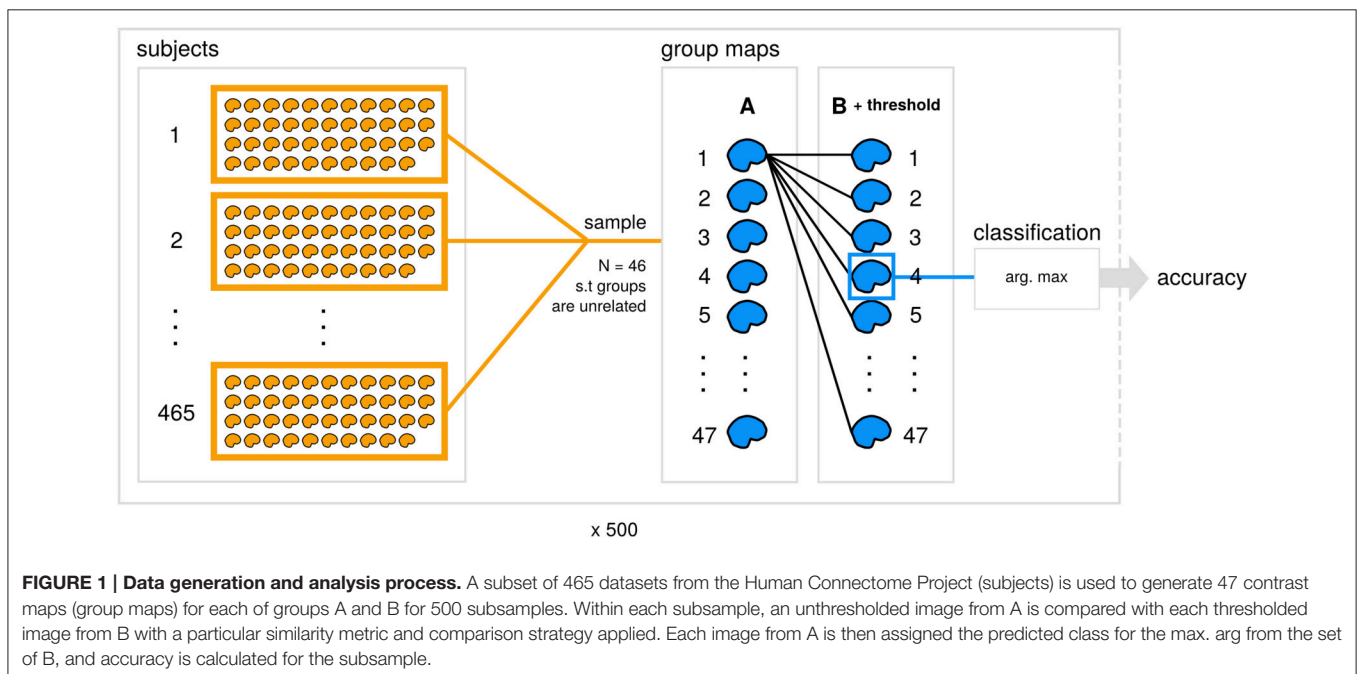 subjects
group maps
A
B + threshold
1
1
1
2
2
2
sample
3
3
classification
N = 46
s.t groups
are unrelated
4
4
arg. max
accuracy
5
5
465
47
47
x 500
FIGURE 1 | Data generation and analysis process. A subset of 465 datasets from the Human Connectome Project (subjects) is used to generate 47 contrast
maps (group maps) for each of groups A and B for 500 subsamples. Within each subsample, an unthresholded image from A is compared with each thresholded
image from B with a particular similarity metric and comparison strategy applied. Each image from A is then assigned the predicted class for the max. arg from the set
of B, and accuracy is calculated for the subsample.